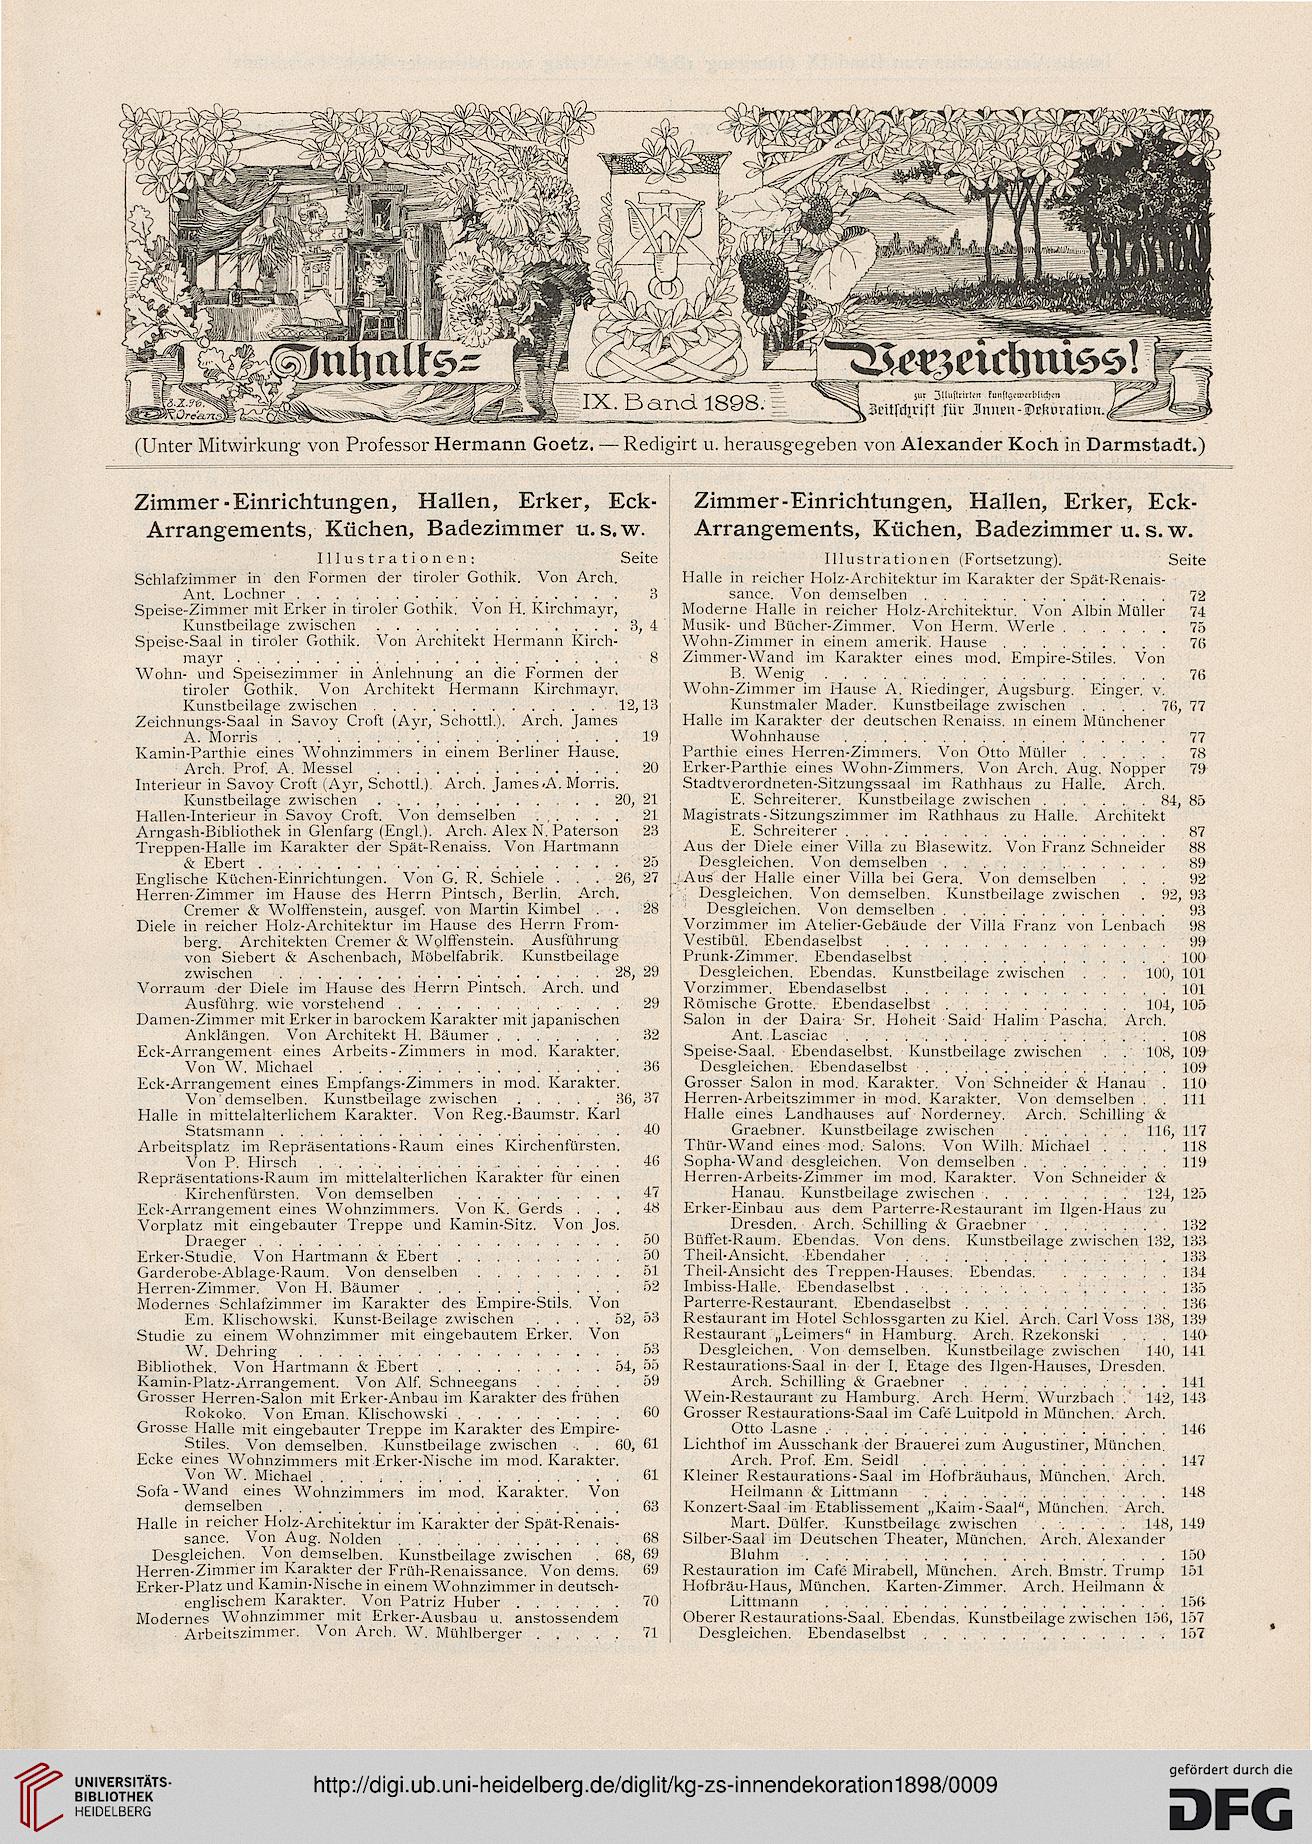 Inhalts-
Verzeichniss!
8.X.96.
IX. Band 1898.
zur Illustrirten kunstgewerblichen
Zeitschrift für Innen-Dekoration.
(Unter Mitwirkung von Professor Hermann Goetz. — Redigirt u. herausgegeben von Alexander Koch in Darmstadt.)
Zimmer-Einrichtungen, Hallen, Erker, Eck-
Arrangements, Küchen, Badezimmer u. s. w.
Illustrationen: Seite
Schlafzimmer in den Formen der tiroler Gothik. Von Arch.
Ant. Lochner . . . 3
Speise-Zimmer mit Erker in tiroler Gothik. Von H. Kirchmayr,
Kunstbeilage zwischen . . . 3, 4
Speise-Saal in tiroler Gothik. Von Architekt Hermann Kirch-
mayr . . . 8
Wohn- und Speisezimmer in Anlehnung an die Formen der
tiroler Gothik. Von Architekt Hermann Kirchmayr,
Kunstbeilage zwischen . . . 12, 13
Zeichnungs-Saal in Savoy Croft (Ayr, Schottl.). Arch. James
A. Morris . . . 19
Kamin-Parthie eines Wohnzimmers in einem Berliner Hause.
Arch. Prof. A. Messel . . . 20
Interieur in Savoy Croft (Ayr, Schottl.). Arch. James A. Morris.
Kunstbeilage zwischen . . . 20, 21
Hallen-Interieur in Savoy Croft. Von demselben . . . 21
Arngash-Bibliothek in Glenfarg (Engl.). Arch. Alex N. Paterson 23
Treppen-Halle im Karakter der Spät-Renaiss. Von Hartmann
& Ebert . . . 25
Englische Küchen-Einrichtungen. Von G. R. Schiele . . . 26, 27
Herren-Zimmer im Hause des Herrn Pintsch, Berlin. Arch.
Cremer & Wolffenstein, ausgef. von Martin Kimbel . . 28
Diele in reicher Holz-Architektur im Hause des Herrn From-
berg. Architekten Cremer & Wolffenstein. Ausführung
von Siebert & Aschenbach, Möbelfabrik. Kunstbeilage
zwischen . . . 28, 29
Vorraum der Diele im Hause des Herrn Pintsch. Arch. und
Ausführg. wie vorstehend . . . 29
Damen-Zimmer mit Erker in barockem Karakter mit japanischen
Anklängen. Von Architekt H. Bäumer . . . 32
Eck-Arrangement eines Arbeits-Zimmers in mod. Karakter.
Von W. Michael . . . 36
Eck-Arrangement eines Empfangs-Zimmers in mod. Karakter.
Von demselben. Kunstbeilage zwischen . . . 36, 37
Halle in mittelalterlichem Karakter. Von Reg.-Baumstr. Karl
Statsmann . . . 40
Arbeitsplatz im Repräsentations-Raum eines Kirchenfürsten.
Von P. Hirsch . . . 46
Repräsentations-Raum im mittelalterlichen Karakter für einen
Kirchenfürsten. Von demselben . . . 47
Eck-Arrangement eines Wohnzimmers. Von K. Gerds . . . 48
Vorplatz mit eingebauter Treppe und Kamin-Sitz. Von Jos.
Draeger . . . 50
Erker-Studie. Von Hartmann & Ebert . . . 50
Garderobe-Ablage-Raum. Von denselben . . . 51
Herren-Zimmer. Von H. Bäumer . . . 52
Modernes Schlafzimmer im Karakter des Empire-Stils. Von
Em. Klischowski. Kunst-Beilage zwischen . . . 52, 53
Studie zu einem Wohnzimmer mit eingebautem Erker. Von
W. Dehring . . . 53
Bibliothek. Von Hartmann & Ebert . . . 54, 55
Kamin-Platz-Arrangement. Von Alf. Schneegans . . . 59
Grosser Herren-Salon mit Erker-Anbau im Karakter des frühen
Rokoko. Von Eman. Klischowski . . . 60
Grosse Halle mit eingebauter Treppe im Karakter des Empire-
Stiles. Von demselben. Kunstbeilage zwischen . . 60, 61
Ecke eines Wohnzimmers mit Erker-Nische im mod. Karakter.
Von W. Michael . . . 61
Sofa-Wand eines Wohnzimmers im mod. Karakter. Von
demselben . . . 63
Halle in reicher Holz-Architektur im Karakter der Spät-Renais-
sance. Von Aug. Nolden . . . 68
Desgleichen. Von demselben. Kunstbeilage zwischen . 68, 69
Herren-Zimmer im Karakter der Früh-Renaissance. Von dems. 69
Erker-Platz und Kamin-Nische in einem Wohnzimmer in deutsch-
englischem Karakter. Von Patriz Huber . . . 70
Modernes Wohnzimmer mit Erker-Ausbau u. anstossendem
Arbeitszimmer. Von Arch. W. Mühlberger . . . 71
Zimmer-Einrichtungen, Hallen, Erker, Eck-
Arrangements, Küchen, Badezimmer u. s. w.
Illustrationen (Fortsetzung). Seite
Halle in reicher Holz-Architektur im Karakter der Spät-Renais-
sance. Von demselben . . . 72
Moderne Halle in reicher Holz-Architektur. Von Albin Müller 74
Musik- und Bücher-Zimmer. Von Herm. Werle . . . 75
Wohn-Zimmer in einem amerik. Hause . . . 76
Zimmer-Wand im Karakter eines mod. Empire-Stiles. Von
B. Wenig . . . 76
Wohn-Zimmer im Hause A. Riedinger, Augsburg. Einger. v.
Kunstmaler Mader. Kunstbeilage zwischen . . . 76, 77
Halle im Karakter der deutschen Renaiss. in einem Münchener
Wohnhause . . . 77
Parthie eines Herren-Zimmers. Von Otto Müller . . . 78
Erker-Parthie eines Wohn-Zimmers. Von Arch. Aug. Nopper 79
Stadtverordneten-Sitzungssaal im Rathhaus zu Halle. Arch.
E. Schreiterer. Kunstbeilage zwischen . . . 84, 85
Magistrats-Sitzungszimmer im Rathhaus zu Halle. Architekt
E. Schreiterer . . . 87
Aus der Diele einer Villa zu Blasewitz. Von Franz Schneider 88
Desgleichen. Von demselben . . . 89
Aus der Halle einer Villa bei Gera. Von demselben . . . 92
Desgleichen. Von demselben. Kunstbeilage zwischen . 92, 93
Desgleichen. Von demselben . . . 93
Vorzimmer im Atelier-Gebäude der Villa Franz von Lenbach 98
Vestibül. Ebendaselbst . . . 99
Prunk-Zimmer. Ebendaselbst . . . 100
Desgleichen. Ebendas. Kunstbeilage zwischen . . . 100, 101
Vorzimmer. Ebendaselbst . . . 101
Römische Grotte. Ebendaselbst . . . 104, 105
Salon in der Daira Sr. Hoheit Said Halim Pascha. Arch.
Ant. Lasciac . . . 108
Speise-Saal. Ebendaselbst. Kunstbeilage zwischen . . 108, 109
Desgleichen. Ebendaselbst . . . 109
Grosser Salon in mod. Karakter. Von Schneider & Hanau . 110
Herren-Arbeitszimmer in mod. Karakter. Von demselben . . 111
Halle eines Landhauses auf Norderney. Arch. Schilling &
Graebner. Kunstbeilage zwischen . . . 116, 117
Thür-Wand eines mod. Salons. Von Wilh. Michael . . . 118
Sopha-Wand desgleichen. Von demselben . . . 119
Herren-Arbeits-Zimmer im mod. Karakter. Von Schneider &
Hanau. Kunstbeilage zwischen . . . 124, 125
Erker-Einbau aus dem Parterre-Restaurant im Ilgen-Haus zu
Dresden. Arch. Schilling & Graebner . . . 132
Büffet-Raum. Ebendas. Von dens. Kunstbeilage zwischen 132, 133
Theil-Ansicht. Ebendaher . . . 133
Theil-Ansicht des Treppen-Hauses. Ebendas. . . . 134
Imbiss-Halle. Ebendaselbst . . . 135
Parterre-Restaurant. Ebendaselbst . . . 136
Restaurant im Hotel Schlossgarten zu Kiel. Arch. Carl Voss 138, 139
Restaurant „Leimers“ in Hamburg. Arch. Rzekonski . . . 140
Desgleichen. Von demselben. Kunstbeilage zwischen 140, 141
Restaurations-Saal in der I. Etage des Ilgen-Hauses, Dresden.
Arch. Schilling & Graebner . . . 141
Wein-Restaurant zu Hamburg. Arch. Herm. Wurzbach . . 142, 143
Grosser Restaurations-Saal im Café Luitpold in München. Arch.
Otto Lasne . . . 146
Lichthof im Ausschank der Brauerei zum Augustiner, München.
Arch. Prof. Em. Seidl . . . 147
Kleiner Restaurations-Saal im Hofbräuhaus, München. Arch.
Heilmann & Littmann . . . 148
Konzert-Saal im Etablissement „Kaim-Saal“, München. Arch.
Mart. Dülfer. Kunstbeilage zwischen . . . 148, 149
Silber-Saal im Deutschen Theater, München. Arch. Alexander
Bluhm . . . 150
Restauration im Café Mirabell, München. Arch. Bmstr. Trump 151
Hofbräu-Haus, München. Karten-Zimmer. Arch. Heilmann &
Littmann . . . 156
Oberer Restaurations-Saal. Ebendas. Kunstbeilage zwischen 156, 157
Desgleichen. Ebendaselbst . . . 157
UNIVERSITÄTS-
BIBLIOTHEK
HEIDELBERG
http://digi.ub.uni-heidelberg.de/diglit/kg-zs-innendekoration1898/0009
gefördert durch die
DFG